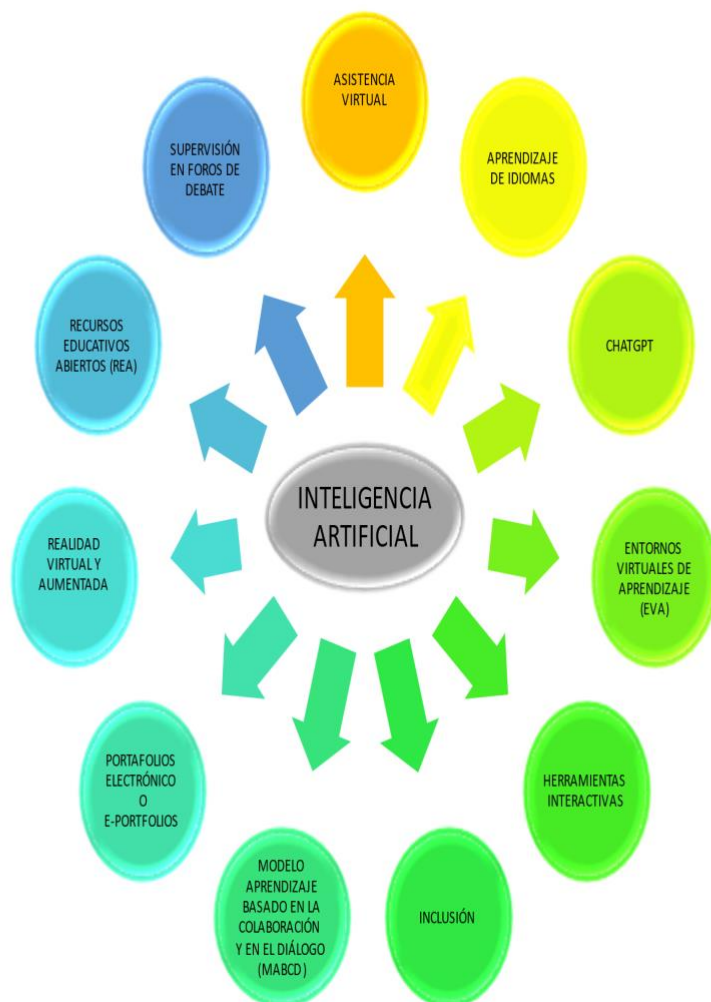 ASISTENCIA
VIRTUAL
APRENDIZAJE
DE IDIOMAS
CHATGPT
ENTORNOS
VIRTUALES DE
APRENDIZAJE
(EVA)
HERRAMIENTAS
INTERACTIVAS
INCLUSIÓN
MODELO
APRENDIZAJE
BASADO EN LA
COLABORACIÓN
Y EN EL DIÁLOGO
(MABCD)
PORTAFOLIOS
ELECTRÓNICO
O
E-PORTFOLIOS
REALIDAD
VIRTUAL Y
AUMENTADA
RECURSOS
EDUCATIVOS
ABIERTOS (REA)
SUPERVISIÓN
EN FOROS DE
DEBATE
INTELIGENCIA
ARTIFICIAL